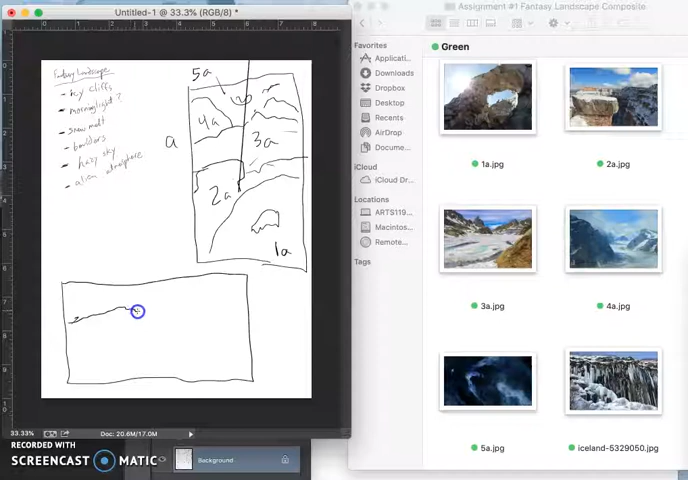 Untitled-1 @ 33.3% (RGB/8) *
Assignment #1 Fantasy Landscape Composite
Fantasy Landscape
- icy cliffs
- morninglight?
- snow melt
- boulders
- hazy sky
- alien atmosphere
5a
4a
a
3a
2a
1a
Favorites
Applicati...
Downloads
Dropbox
Desktop
Recents
AirDrop
Docume...
iCloud
iCloud Dr...
Locations
ARTS119...
Macintos...
Remote...
Tags
Green
1a.jpg
2a.jpg
3a.jpg
4a.jpg
5a.jpg
iceland-5329050.jpg
33.33%
Doc: 20.6M/17.0M
Background
RECORDED WITH
SCREENCAST MATIC